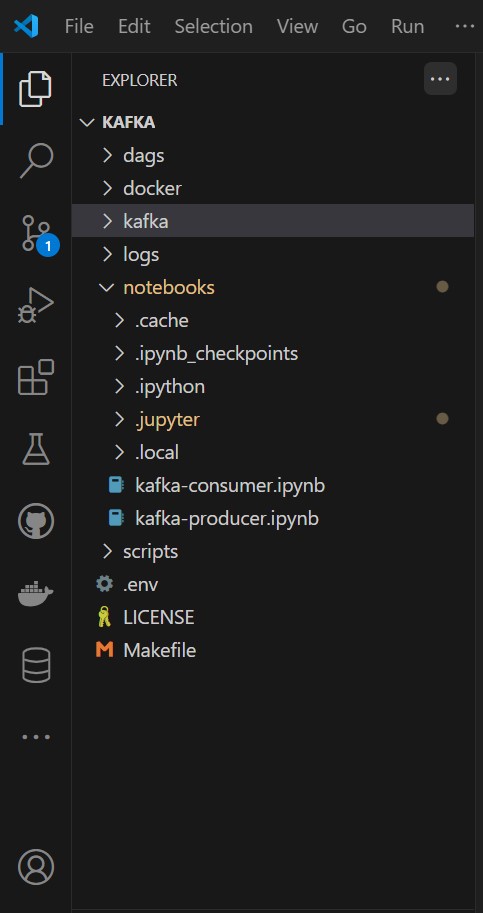 File Edit Selection View Go Run ...
EXPLORER ...
KAFKA
dags
docker
kafka
logs
notebooks
.cache
.ipynb_checkpoints
.ipython
.jupyter
.local
kafka-consumer.ipynb
kafka-producer.ipynb
scripts
.env
LICENSE
M Makefile
1